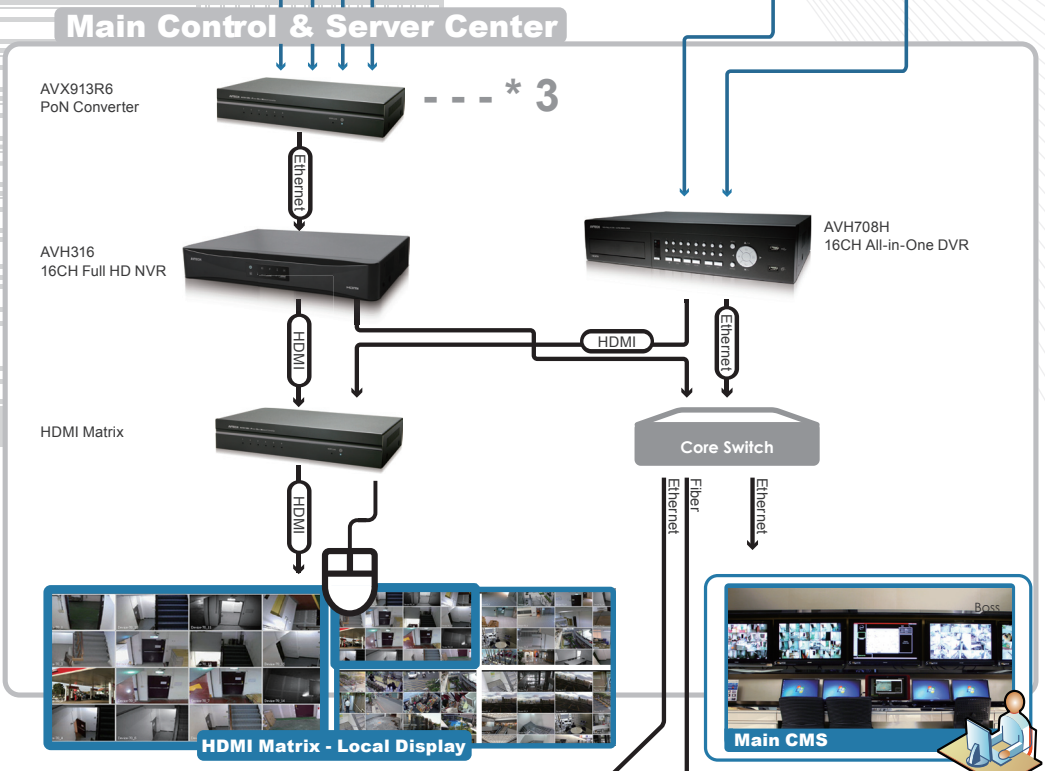 Main Control & Server Center
AVX913R6
PoN Converter
- - - * 3
Ethernet
AVH316
16CH Full HD NVR
AVH708H
16CH All-in-One DVR
HDMI
HDMI
Ethernet
HDMI Matrix
Core Switch
HDMI
Ethernet
Fiber
Ethernet
Boss
HDMI Matrix - Local Display
Main CMS